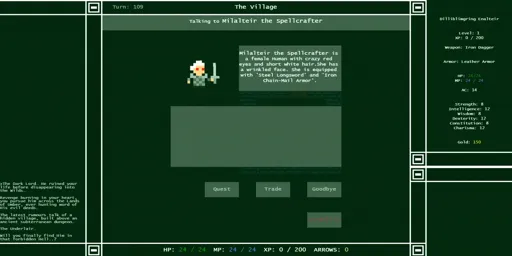 Turn: 109
The Village
Talking to Milalteir the Spellcrafter
Milalteir the Spellcrafter is
a female Human with crazy red
eyes and short white hair.She has
a wrinkled face. She is equipped
with 'Steel Longsword' and 'Iron
Chain-Mail Armor'.
Quest
Trade
Goodbye
HP: 24 / 24 MP: 24 / 24 XP: 0 / 200 ARROWS: 0
Level: 1
XP: 0 / 200
Weapon: Iron Dagger
Armor: Leather Armor
HP: 24/24
MP: 24 / 24
AC: 14
Strength: 8
Intelligence: 12
Wisdom: 8
Dexterity: 12
Constitution: 8
Charisma: 12
Gold: 150
the Dark Lord. He ruined your
life before disappearing into
the Wilds.
Revenge burning in your heart,
you pursue him across the Lands
of Umber, ever hunting word of
his evil deeds.
The latest rumours talk of a
hidden village, built above an
ancient subterranean dungeon.
The Underlair.
Will you finally find him in
that forbidden hell..?